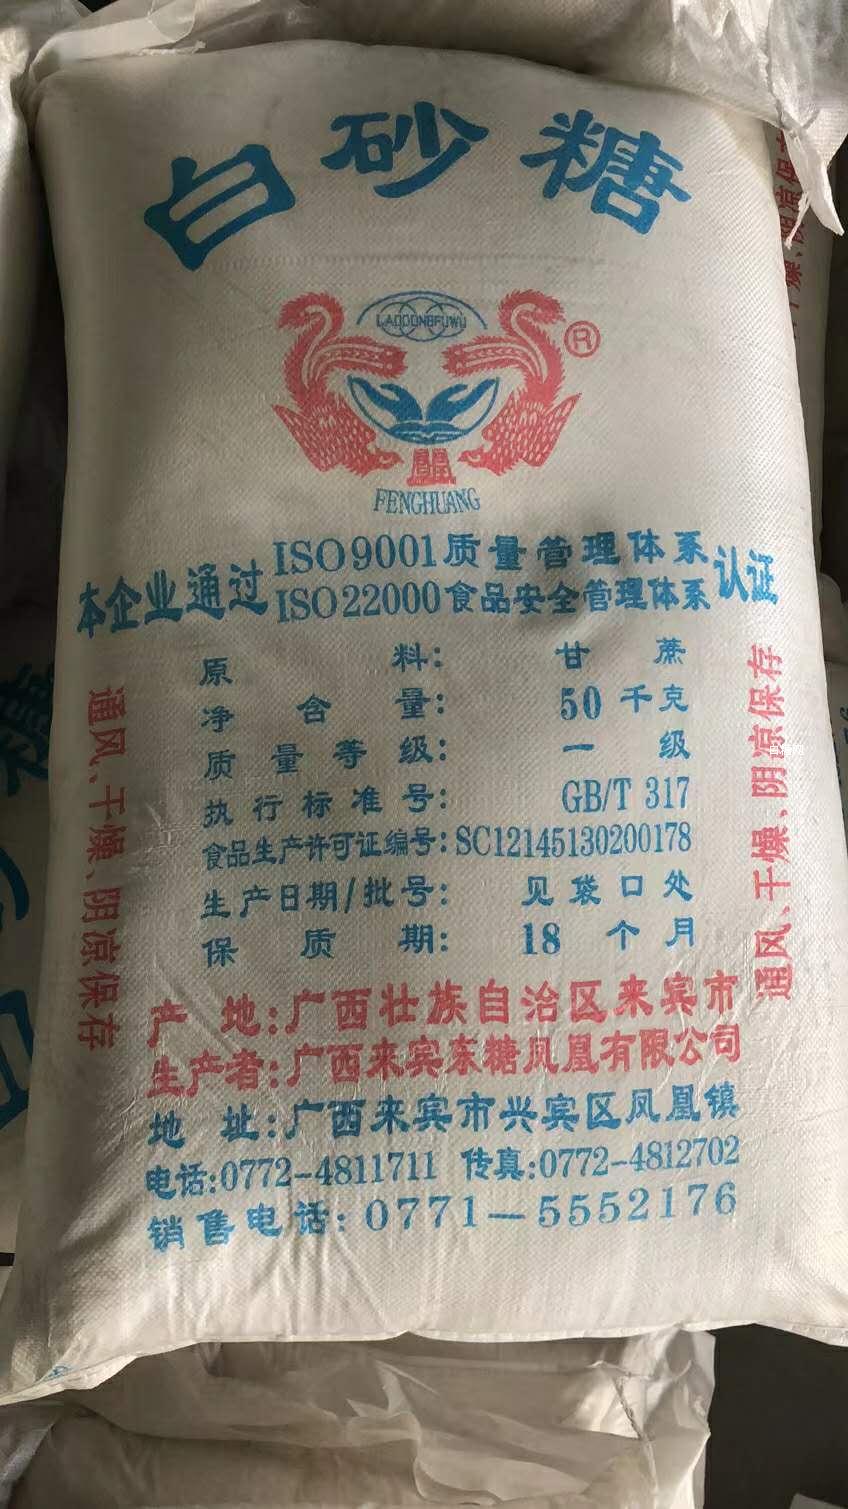 白砂糖
LAODONGFUWU
®
凤凰
FENGHUANG
本企业通过ISO9001质量管理体系认证
ISO22000食品安全管理体系
原料：甘蔗
净含量：50千克
质量等级：一级
执行标准号：GB/T 317
食品生产许可证编号：SC12145130200178
生产日期/批号：见袋口处
保质期：18个月
产地：广西壮族自治区来宾市
生产者：广西来宾东糖凤凰有限公司
地址：广西来宾市兴宾区凤凰镇
电话：0772-4811711 传真：0772-4812702
销售电话：0771—5552176
通风、干燥、阴凉保存
通风、干燥、阴凉保存